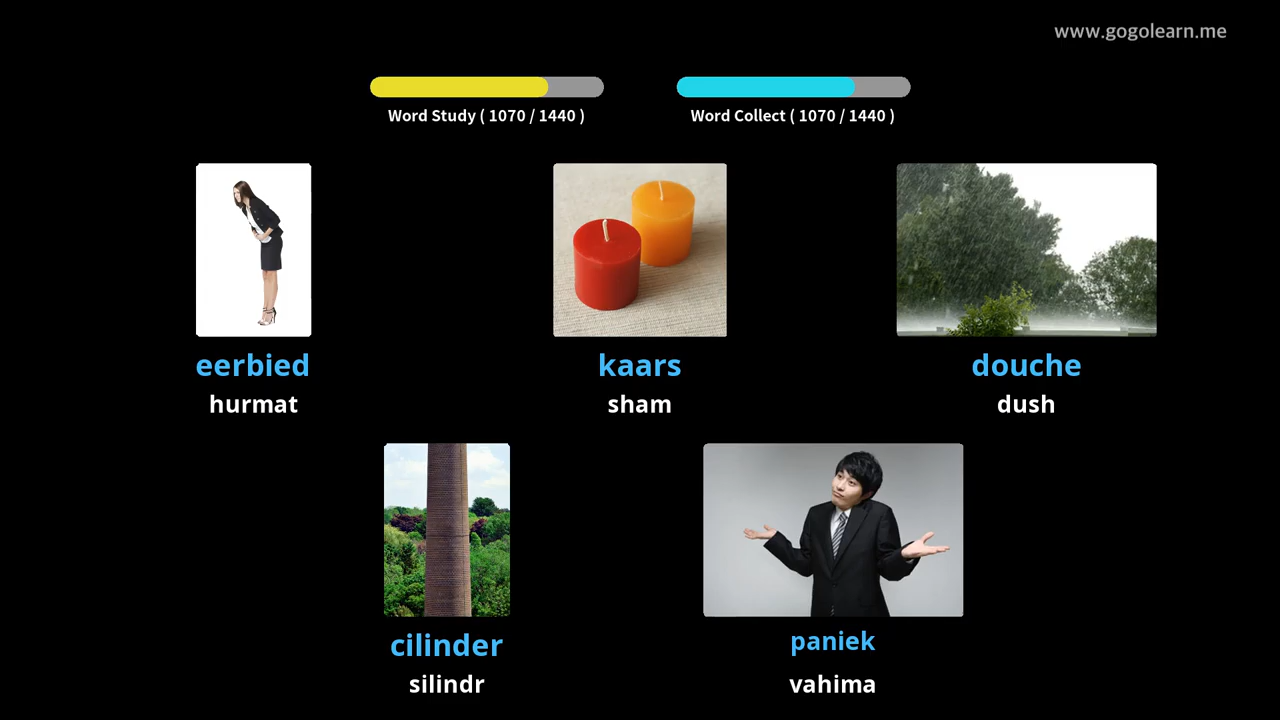 www.gogolearn.me
Word Study ( 1070 / 1440 )
Word Collect ( 1070 / 1440 )
eerbied
hurmat
kaars
sham
douche
dush
cilinder
silindr
paniek
vahima